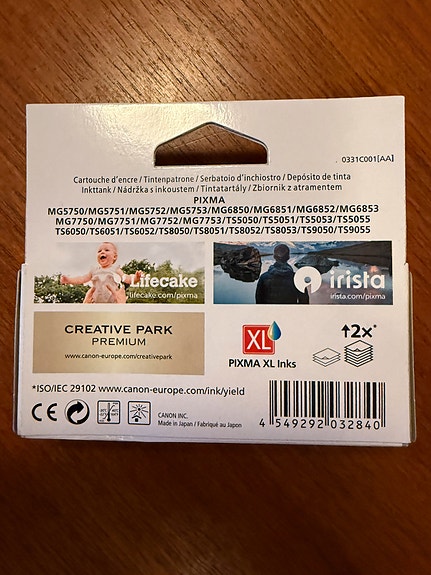 0331C001[AA]
Cartouche d'encre / Tintenpatrone / Serbatoio d'inchiostro / Depósito de tinta
Inkttank / Nádržka s inkoustem / Tintatartály / Zbiornik z atramentem
PIXMA
MG5750/MG5751/MG5752/MG5753/MG6850/MG6851/MG6852/MG6853
MG7750/MG7751/MG7752/MG7753/TS5050/TS5051/TS5053/TS5055
TS6050/TS6051/TS6052/TS8050/TS8051/TS8052/TS8053/TS9050/TS9055
Lifecake
lifecake.com/pixma
irista
irista.com/pixma
CREATIVE PARK
PREMIUM
www.canon-europe.com/creativepark
XL
PIXMA XL Inks
2x*
*ISO/IEC 29102 www.canon-europe.com/ink/yield
CE
CANON INC.
Made in Japan / Fabriqué au Japon
4 549292 032840